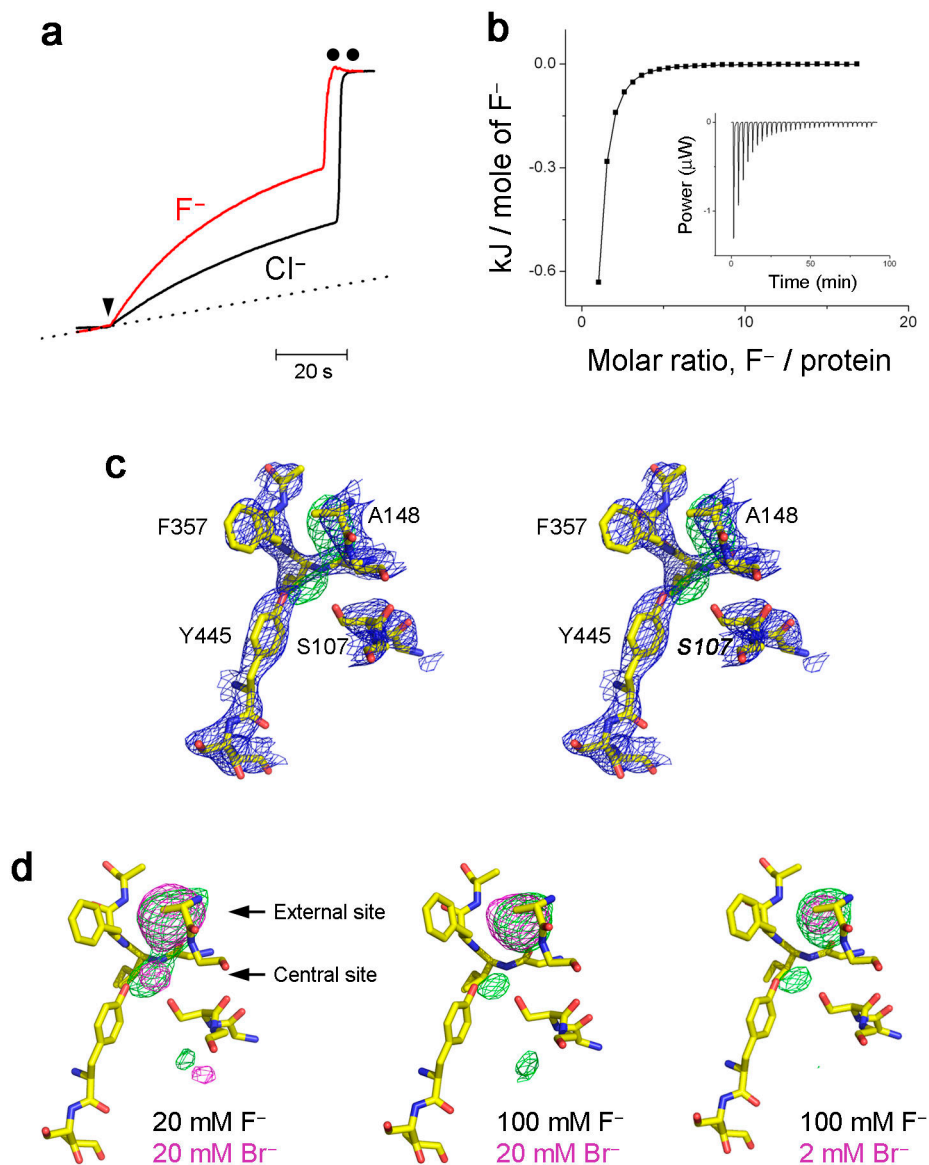 a
F⁻
Cl⁻
20 s
b
kJ / mole of F⁻
0.0
-0.3
-0.6
0
10
20
Molar ratio, F⁻ / protein
Power (µW)
0
-1
0
100
Time (min)
c
F357
A148
Y445
S107
F357
A148
Y445
S107
d
External site
Central site
20 mM F⁻
20 mM Br⁻
100 mM F⁻
20 mM Br⁻
100 mM F⁻
2 mM Br⁻